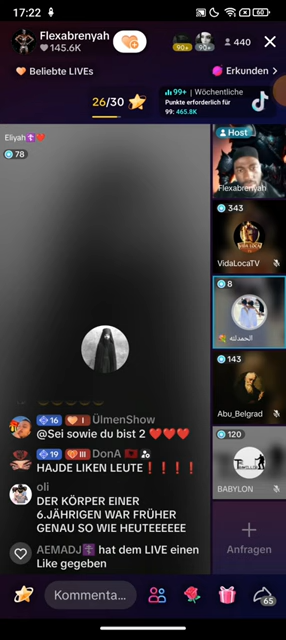 17:22
60
Flexabrenyah
145.6K
90+
90+
440
Beliebte LIVEs
Erkunden >
26/30
99+ | Wöchentliche
Punkte erforderlich für
99: 465.8K
Eliyah✝️❤️
78
Host
Flexabrenyah
343
VidaLocaTV
8
الحمدلله
143
Abu_Belgrad
120
BABYLON
Anfragen
16 I ÜlmenShow
@Sei sowie du bist 2 ❤️❤️❤️
19 III DonA 🇦🇱
HAJDE LIKEN LEUTE❗❗❗❗
oli
DER KÖRPER EINER
6.JÄHRIGEN WAR FRÜHER
GENAU SO WIE HEUTEEEEEE
AEMADJ☦️ hat dem LIVE einen
Like gegeben
Kommenta...
65